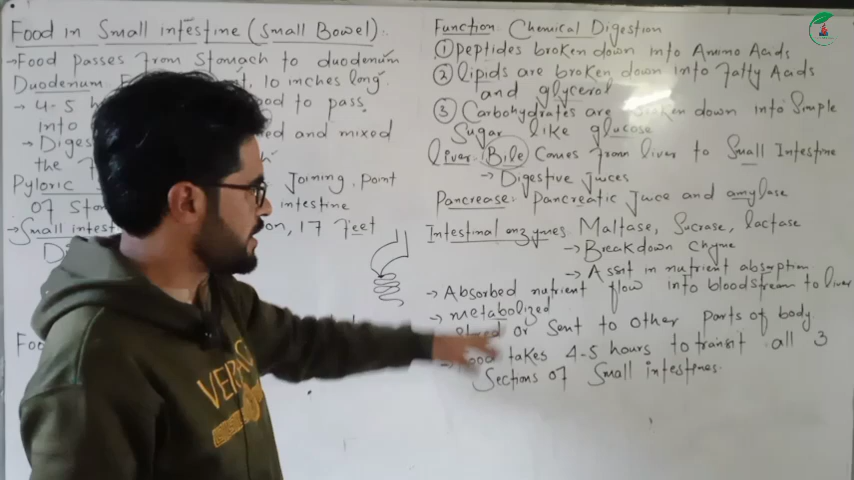 Food in Small intestine (Small Bowel).
→Food passes from Stomach to duodenum
Duodenum 10 inches long
→ 4-5 h to pass
into
→ Diges ed and mixed
the
Pyloric Joining point
of Stom intestine
→Small intest on, 17 feet
Fo
VER
Function: Chemical Digestion
① Peptides broken down into Amino Acids
② lipids are broken down into Fatty Acids
and glycerol
③ Carbohydrates are broken down into Simple
Sugar like glucose
liver: Bile Comes from liver to Small Intestine
→ Digestive Juices
Pancrease: Pancreatic Juice and amylase
Intestinal enzymes Maltase, Sucrase, lactase
→ Breakdown Chyme
→ Assit in nutrient absorption
→ Absorbed nutrient flow into bloodstream to liver
→ metabolized
or Sent to Other parts of body
→ Food takes 4-5 hours to transit all 3
Sections of Small intestines.